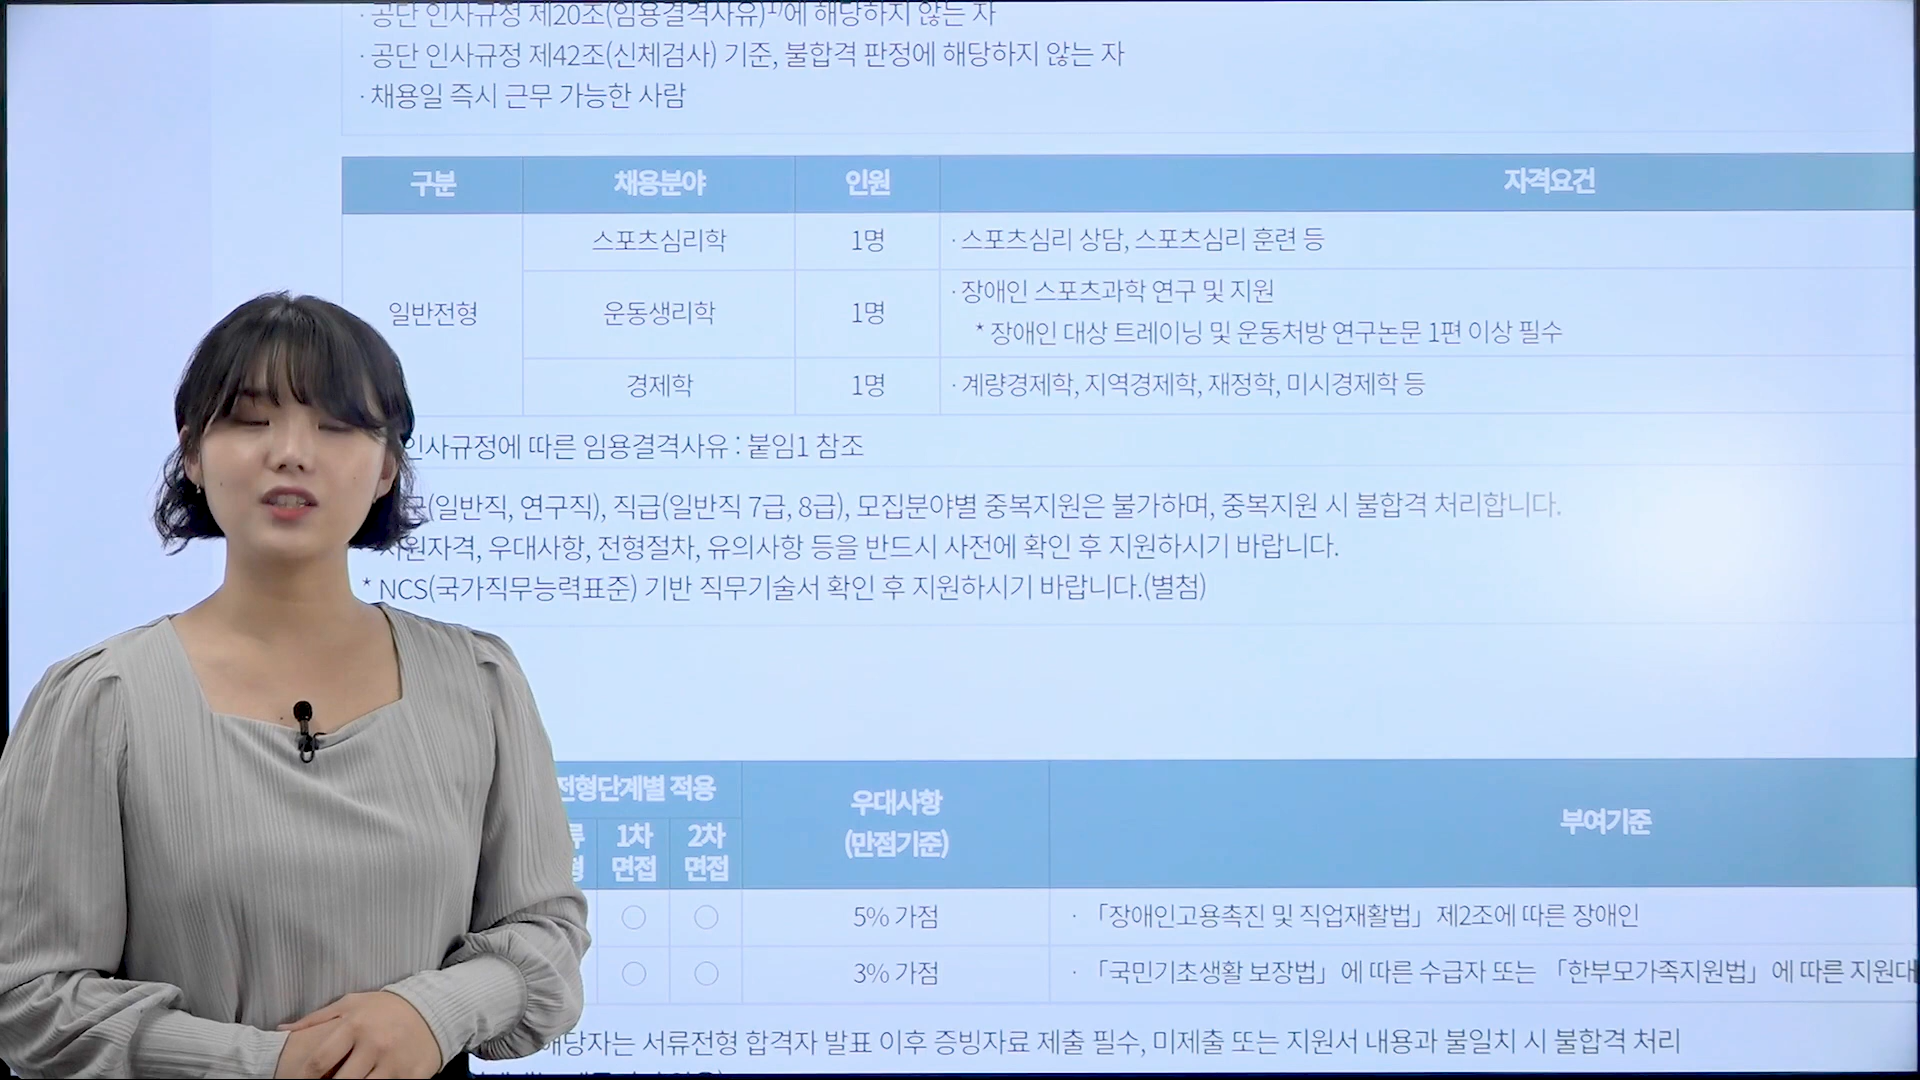 · 공단 인사규정 제20조(임용결격사유)¹⁾에 해당하지 않는 자
· 공단 인사규정 제42조(신체검사) 기준, 불합격 판정에 해당하지 않는 자
· 채용일 즉시 근무 가능한 사람
구분 채용분야 인원 자격요건
스포츠심리학 1명 · 스포츠심리 상담, 스포츠심리 훈련 등
일반전형 운동생리학 1명 · 장애인 스포츠과학 연구 및 지원
* 장애인 대상 트레이닝 및 운동처방 연구논문 1편 이상 필수
경제학 1명 · 계량경제학, 지역경제학, 재정학, 미시경제학 등
인사규정에 따른 임용결격사유 : 붙임1 참조
(일반직, 연구직), 직급(일반직 7급, 8급), 모집분야별 중복지원은 불가하며, 중복지원 시 불합격 처리합니다.
지원자격, 우대사항, 전형절차, 유의사항 등을 반드시 사전에 확인 후 지원하시기 바랍니다.
* NCS(국가직무능력표준) 기반 직무기술서 확인 후 지원하시기 바랍니다.(별첨)
전형단계별 적용 우대사항 (만점기준) 부여기준
1차 면접 2차 면접
○ ○ 5% 가점 · 「장애인고용촉진 및 직업재활법」 제2조에 따른 장애인
○ ○ 3% 가점 · 「국민기초생활 보장법」에 따른 수급자 또는 「한부모가족지원법」에 따른 지원대
해당자는 서류전형 합격자 발표 이후 증빙자료 제출 필수, 미제출 또는 지원서 내용과 불일치 시 불합격 처리